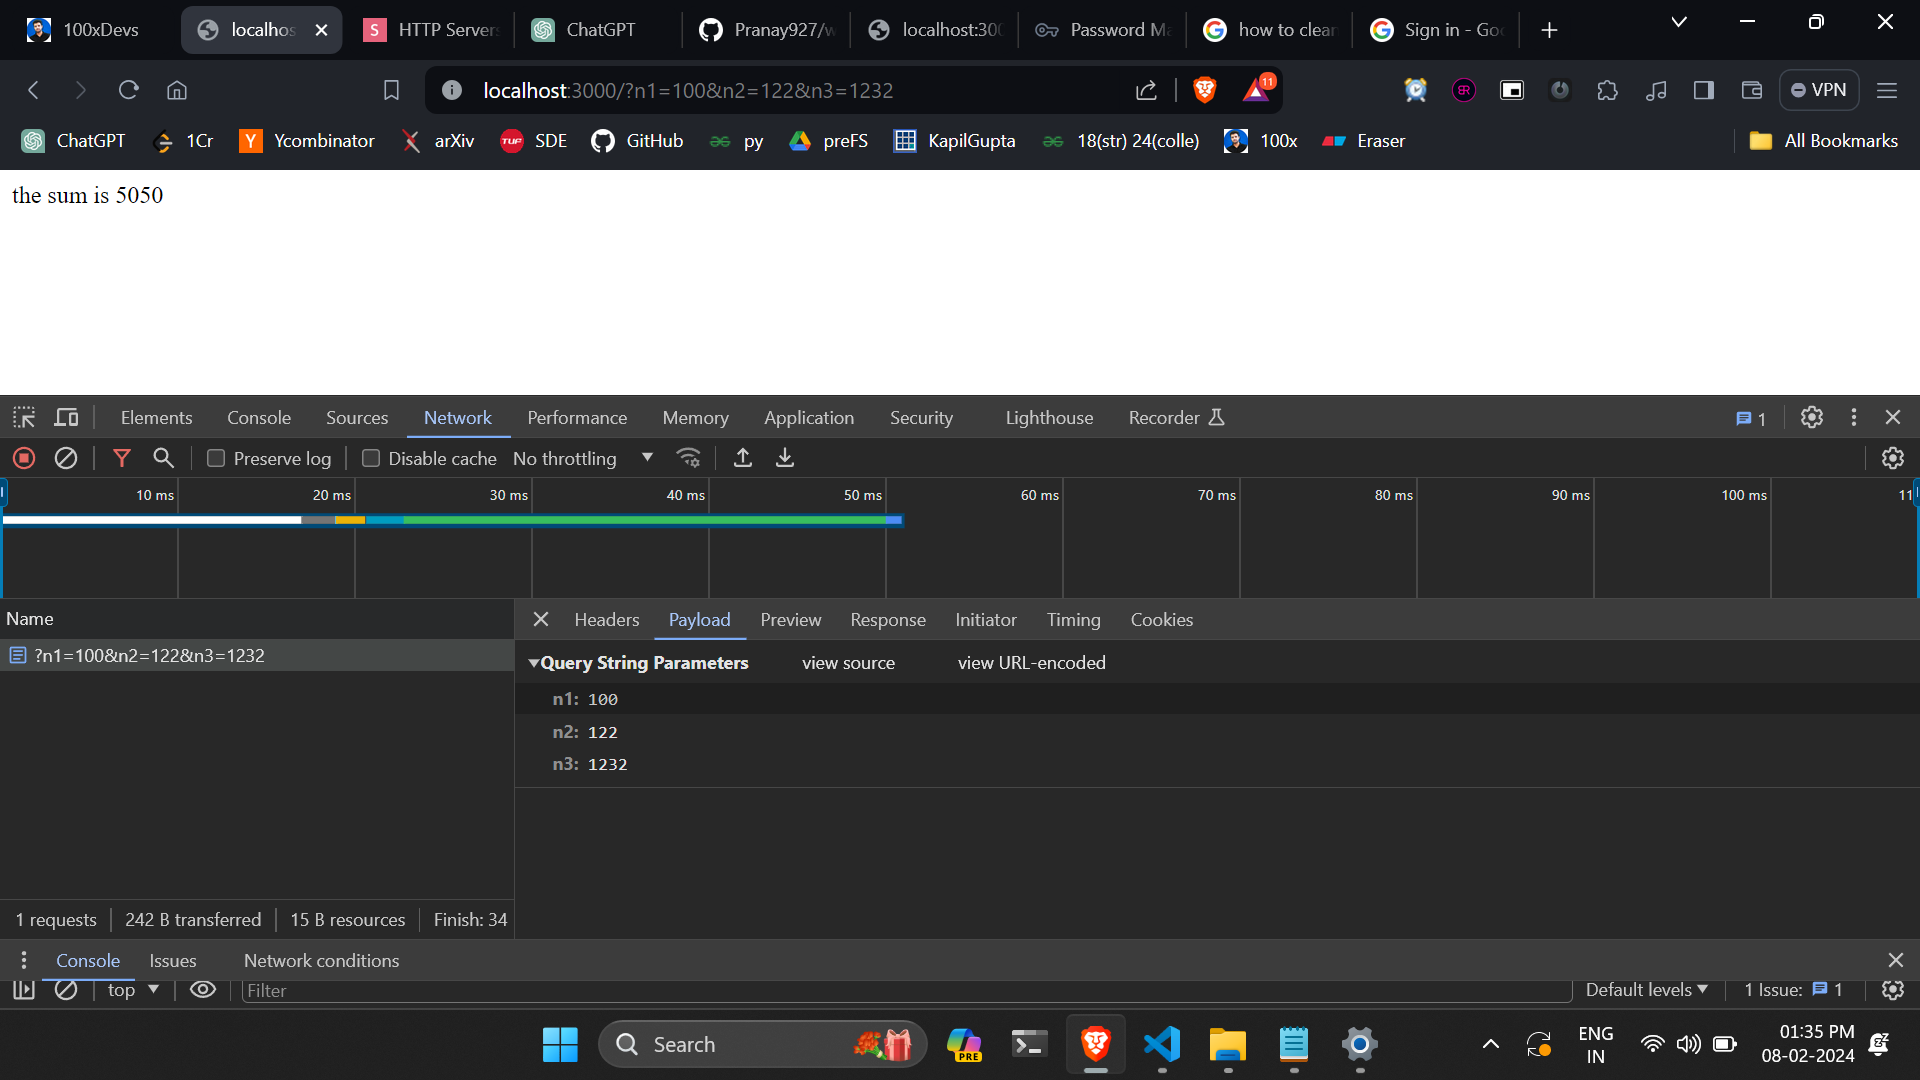 100xDevs
localhos
HTTP Server
ChatGPT
Pranay927/w
localhost:300
Password Ma
how to clear
Sign in - Goo
localhost:3000/?n1=100&n2=122&n3=1232
11
VPN
ChatGPT
1Cr
Ycombinator
arXiv
SDE
GitHub
py
preFS
KapilGupta
18(str) 24(colle)
100x
Eraser
All Bookmarks
the sum is 5050
Elements Console Sources Network Performance Memory Application Security Lighthouse Recorder 1
Preserve log Disable cache No throttling
10 ms 20 ms 30 ms 40 ms 50 ms 60 ms 70 ms 80 ms 90 ms 100 ms 11
Name
Headers Payload Preview Response Initiator Timing Cookies
?n1=100&n2=122&n3=1232
Query String Parameters view source view URL-encoded
n1: 100
n2: 122
n3: 1232
1 requests 242 B transferred 15 B resources Finish: 34
Console Issues Network conditions
top Filter Default levels 1 Issue: 1
Search
PRE
ENG
IN
01:35 PM
08-02-2024